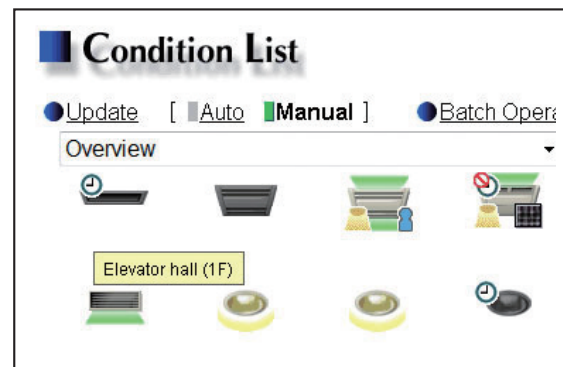 Condition List
Update [ Auto Manual ] Batch Opera
Overview
Elevator hall (1F)